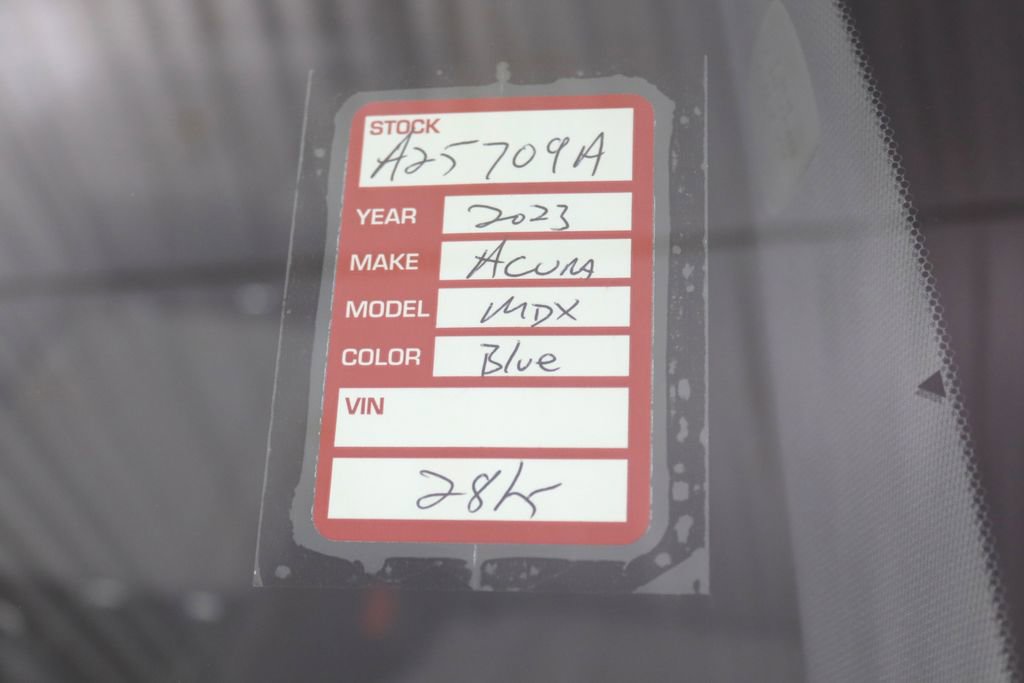 STOCK
A25709A
YEAR 2023
MAKE ACURA
MODEL MDX
COLOR Blue
VIN
28k